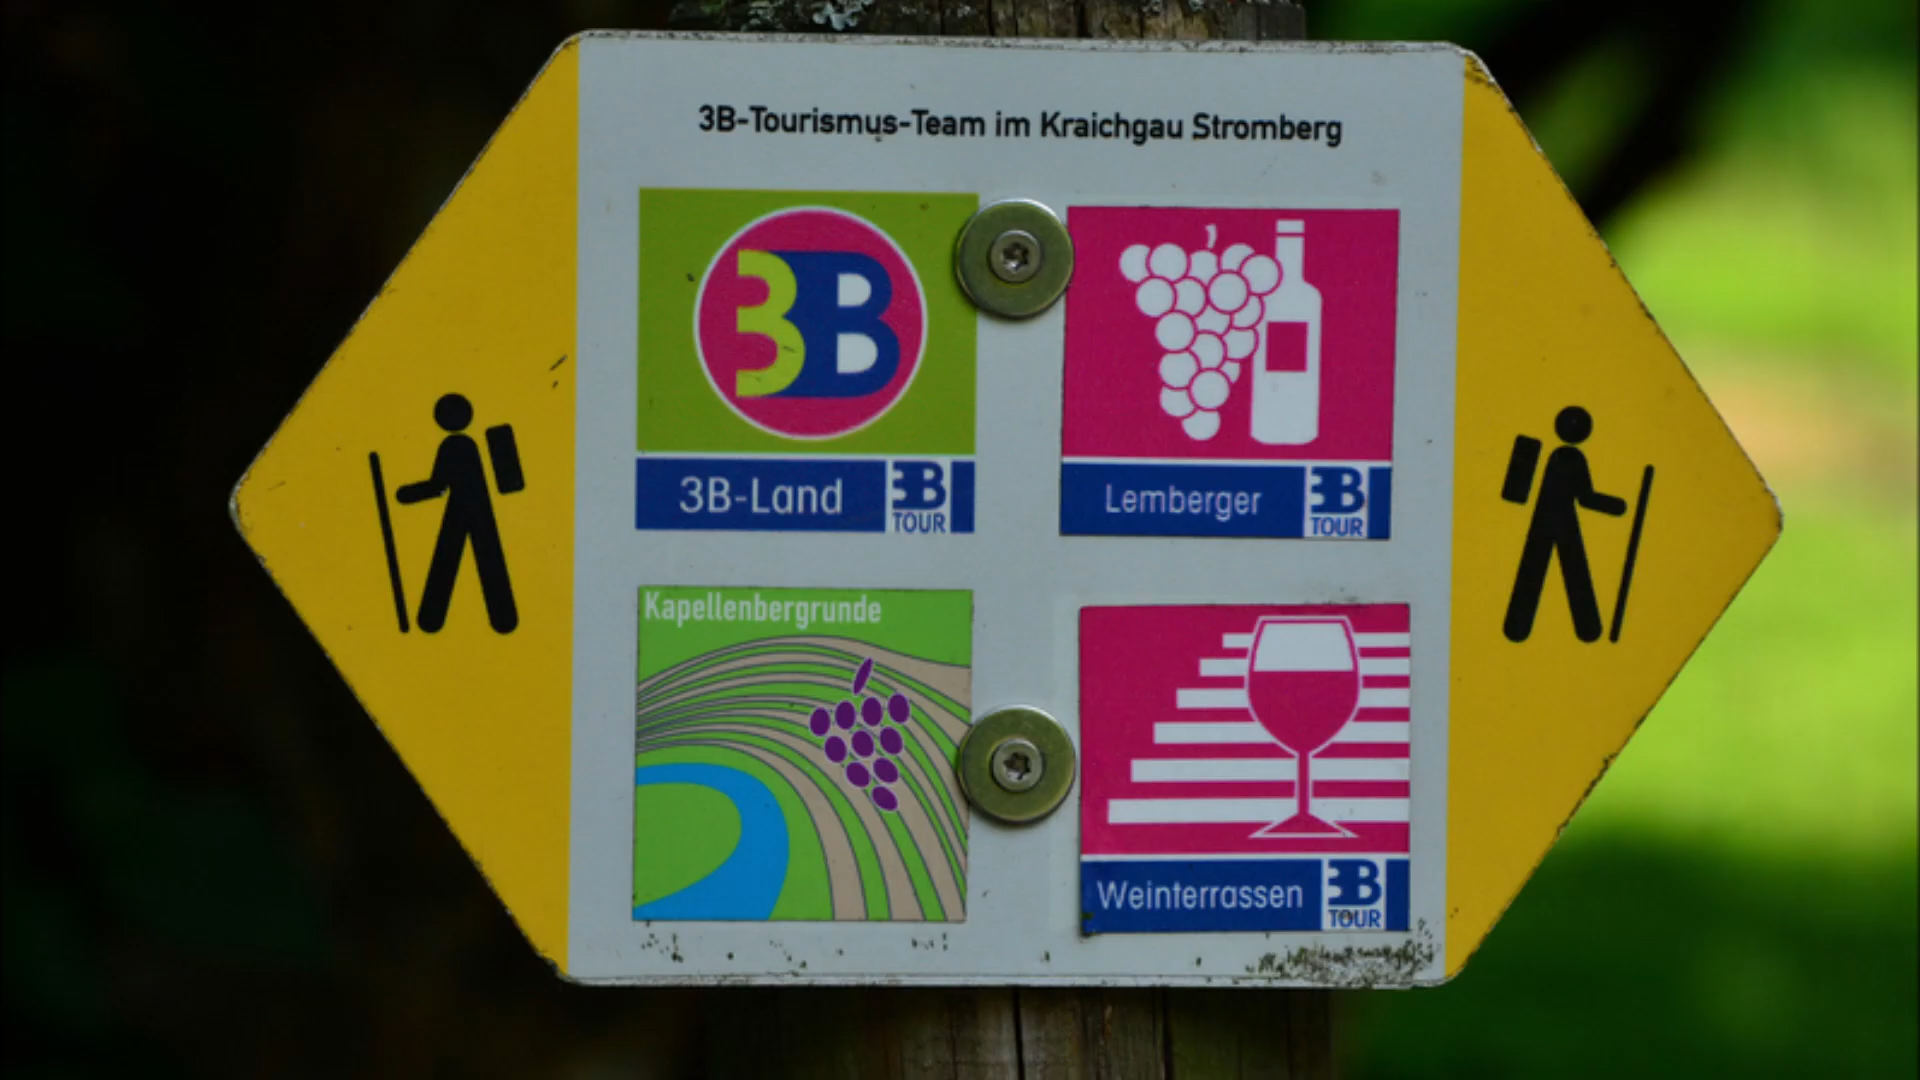 3B-Tourismus-Team im Kraichgau Stromberg
3B
3B-Land
3B
TOUR
Lemberger
3B
TOUR
Kapellenbergrunde
Weinterrassen
3B
TOUR